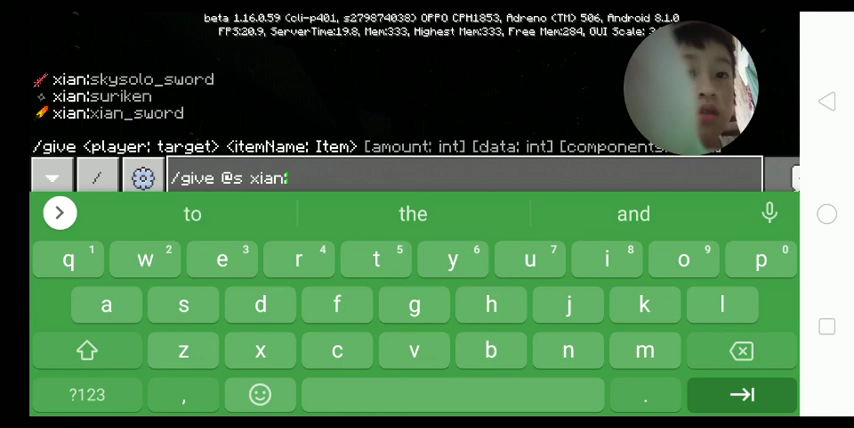 beta 1.16.0.59 (cli-p401, s279874038) OPPO CPH1853, Adreno (TM) 506, Android 8.1.0
FPS:20.9, ServerTime:19.8, Mem:333, Highest Mem:333, Free Mem:284, GUI Scale:
xian:skysolo_sword
xian:suriken
xian:xian_sword
/give <player: target> <itemName: Item> [amount: int] [data: int] [components:
/
/give @s xian:
to the and
q 1 w 2 e 3 r 4 t 5 y 6 u 7 i 8 o 9 p 0
a s d f g h j k l
z x c v b n m
?123 , .